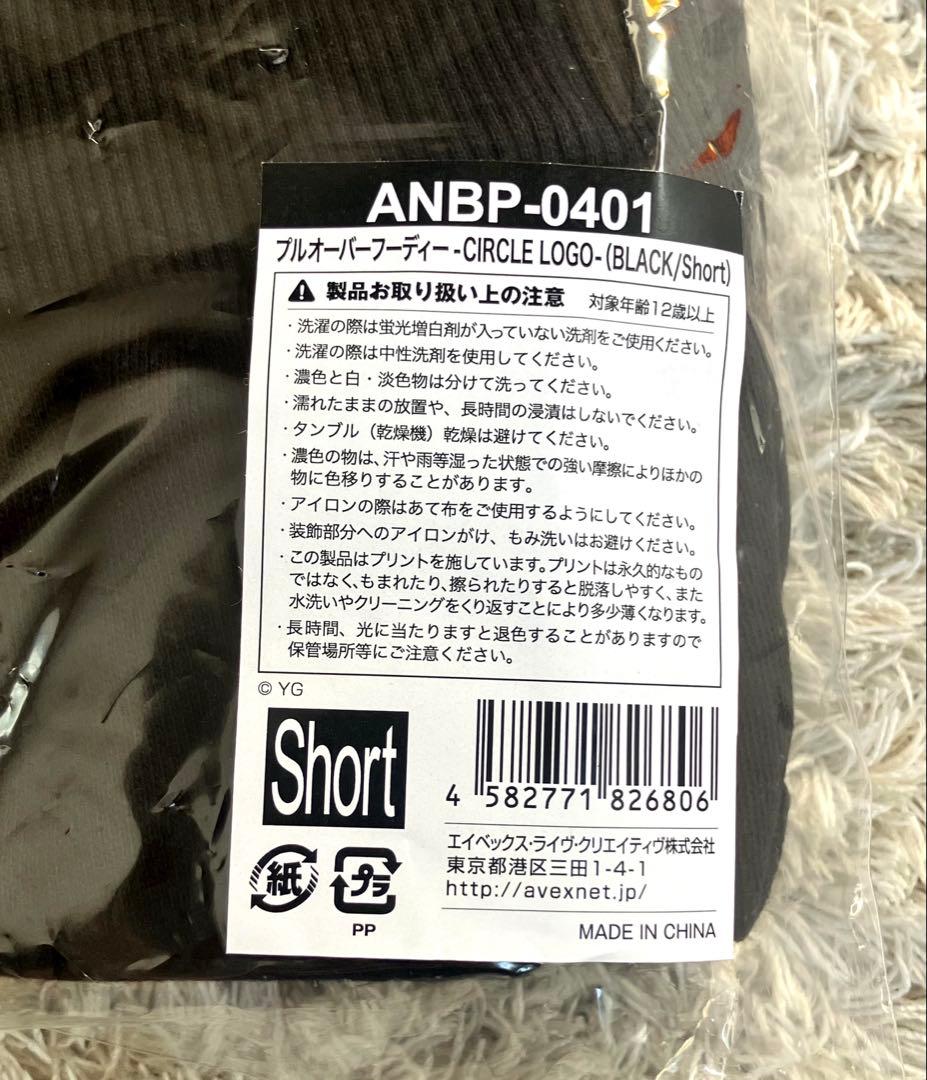 ANBP-0401
プルオーバーフーディー -CIRCLE LOGO- (BLACK/Short)
製品お取り扱い上の注意 対象年齢12歳以上
・洗濯の際は蛍光増白剤が入っていない洗剤をご使用ください。
・洗濯の際は中性洗剤を使用してください。
・濃色と白・淡色物は分けて洗ってください。
・濡れたままの放置や、長時間の浸漬はしないでください。
・タンブル（乾燥機）乾燥は避けてください。
・濃色の物は、汗や雨等湿った状態での強い摩擦によりほかの
物に色移りすることがあります。
・アイロンの際はあて布をご使用するようにしてください。
・装飾部分へのアイロンがけ、もみ洗いはお避けください。
・この製品はプリントを施しています。プリントは永久的なもの
ではなく、もまれたり、擦られたりすると脱落しやすく、また
水洗いやクリーニングをくり返すことにより多少薄くなります。
・長時間、光に当たりますと退色することがありますので
保管場所等にご注意ください。
© YG
Short
4 582771 826806
エイベックス・ライヴ・クリエイティヴ株式会社
東京都港区三田1-4-1
http://avexnet.jp/
紙 プラ
PP
MADE IN CHINA